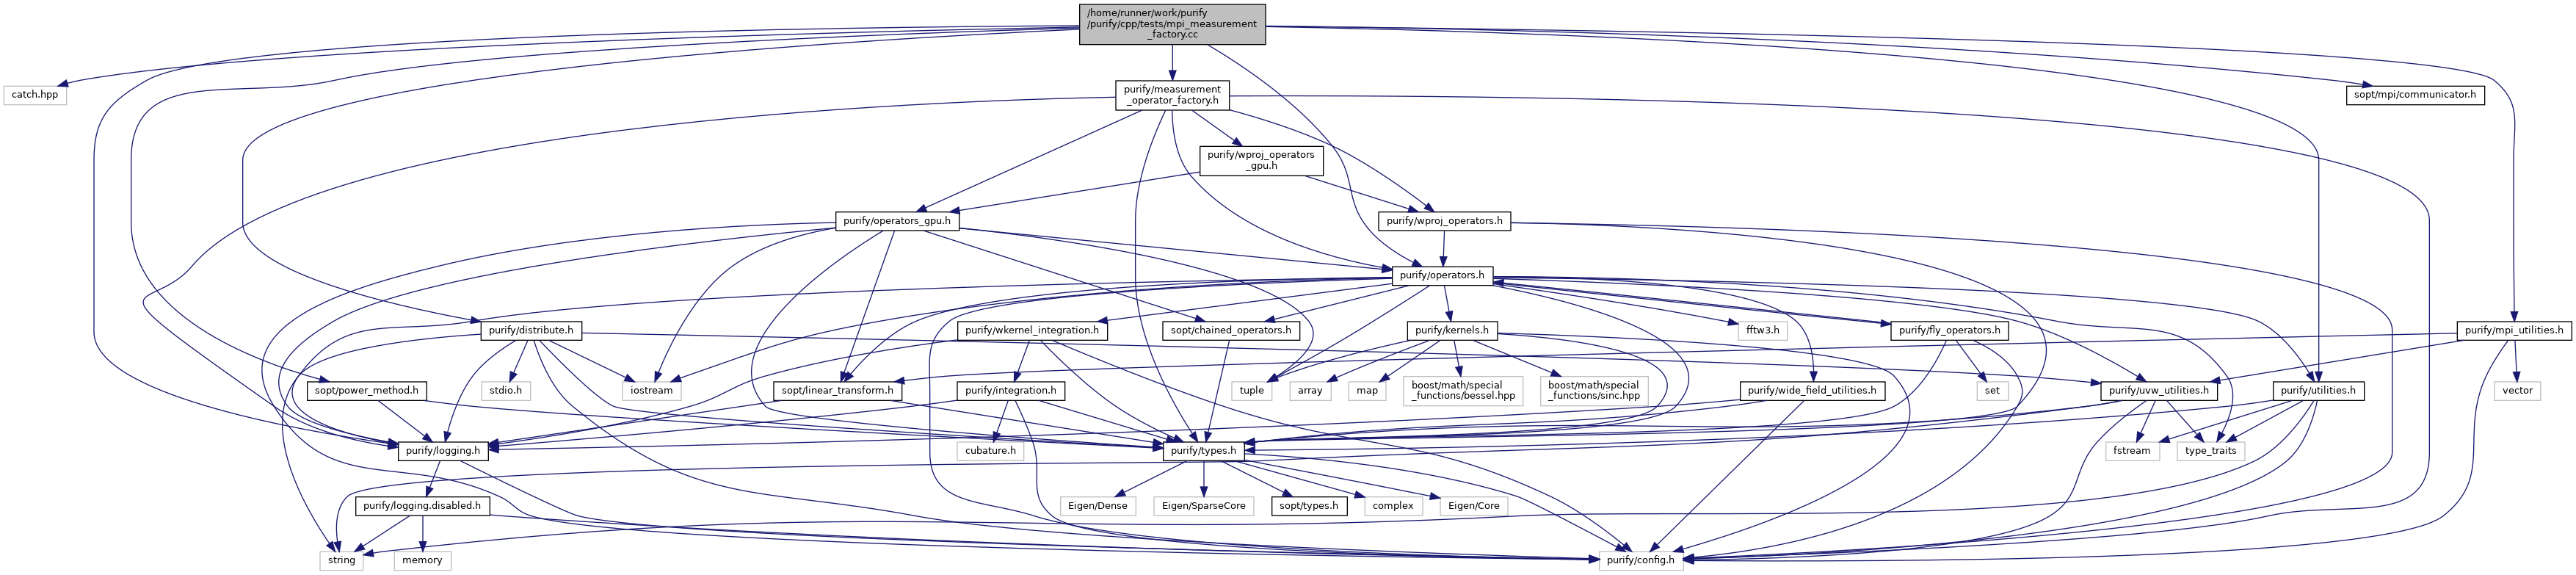 /home/runner/work/purify
/purify/cpp/tests/mpi_measurement
_factory.cc
catch.hpp
purify/measurement
_operator_factory.h
sopt/mpi/communicator.h
purify/wproj_operators
_gpu.h
purify/operators_gpu.h
purify/wproj_operators.h
purify/operators.h
purify/distribute.h
purify/wkernel_integration.h
sopt/chained_operators.h
purify/kernels.h
fftw3.h
purify/fly_operators.h
purify/mpi_utilities.h
sopt/power_method.h
stdio.h
iostream
sopt/linear_transform.h
purify/integration.h
tuple
array
map
boost/math/special
_functions/bessel.hpp
boost/math/special
_functions/sinc.hpp
purify/wide_field_utilities.h
set
purify/uvw_utilities.h
purify/utilities.h
vector
purify/logging.h
cubature.h
purify/types.h
fstream
type_traits
purify/logging.disabled.h
Eigen/Dense
Eigen/SparseCore
sopt/types.h
complex
Eigen/Core
string
memory
purify/config.h